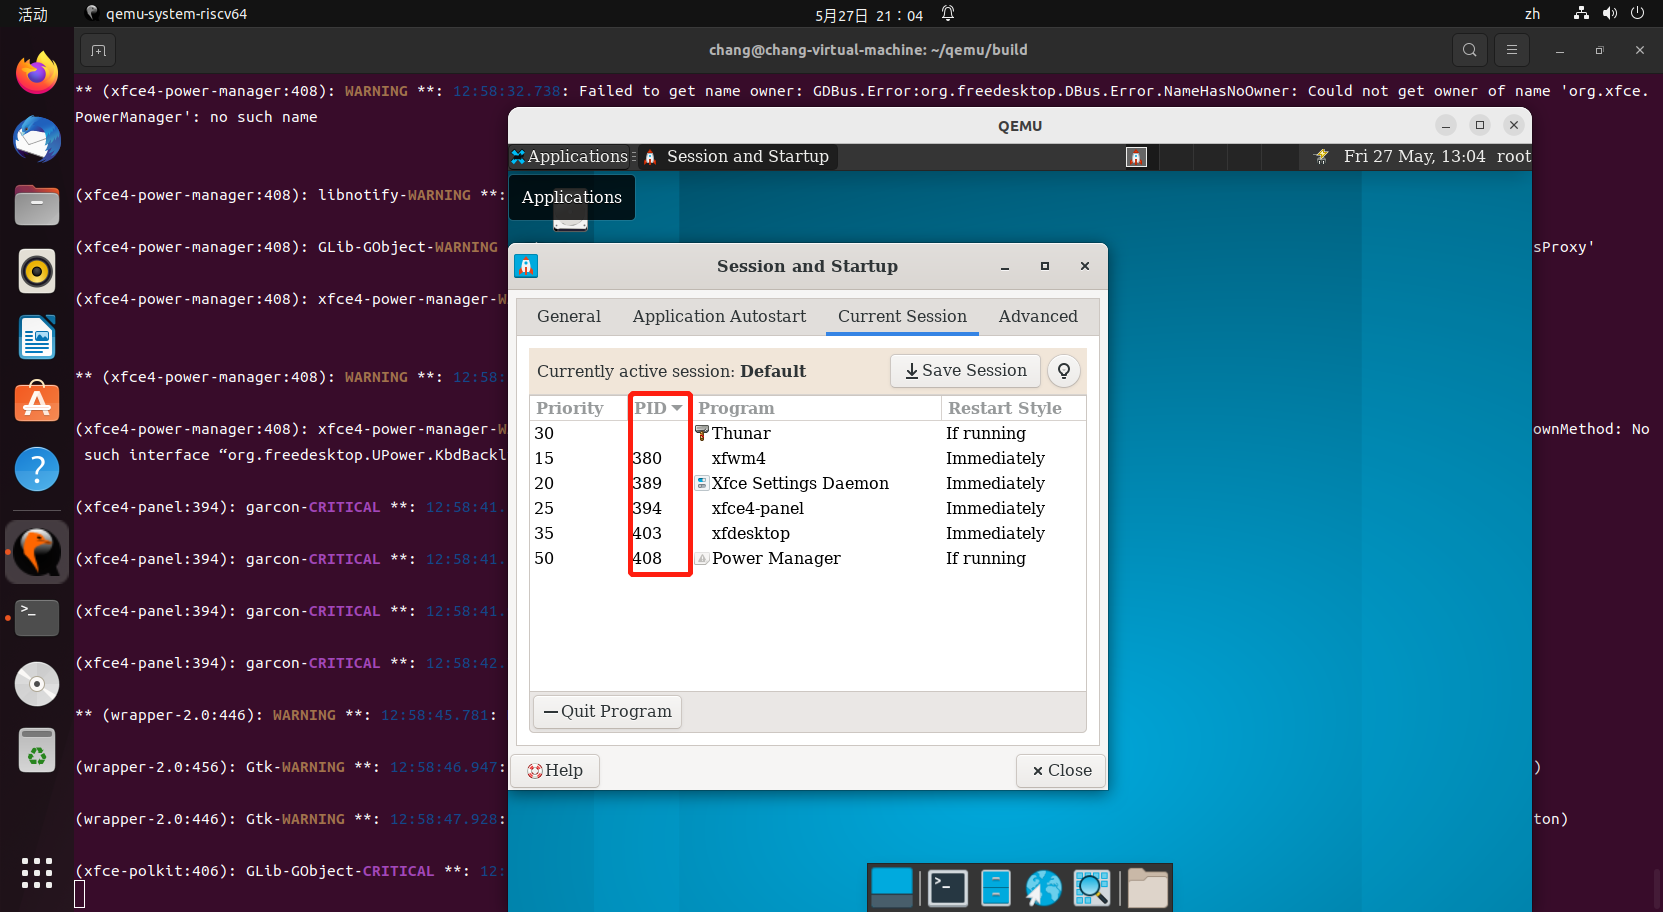 活动 qemu-system-riscv64 5月27日 21：04 zh
chang@chang-virtual-machine: ~/qemu/build
** (xfce4-power-manager:408): WARNING **: 12:58:32.738: Failed to get name owner: GDBus.Error:org.freedesktop.DBus.Error.NameHasNoOwner: Could not get owner of name 'org.xfce.
PowerManager': no such name
QEMU
Applications Session and Startup Fri 27 May, 13:04 root
(xfce4-power-manager:408): libnotify-WARNING **:
Applications
(xfce4-power-manager:408): GLib-GObject-WARNING
sProxy'
(xfce4-power-manager:408): xfce4-power-manager-W
** (xfce4-power-manager:408): WARNING **: 12:58:
(xfce4-power-manager:408): xfce4-power-manager-W
ownMethod: No
such interface “org.freedesktop.UPower.KbdBackl
(xfce4-panel:394): garcon-CRITICAL **: 12:58:41.
(xfce4-panel:394): garcon-CRITICAL **: 12:58:41.
(xfce4-panel:394): garcon-CRITICAL **: 12:58:41.
(xfce4-panel:394): garcon-CRITICAL **: 12:58:42.
** (wrapper-2.0:446): WARNING **: 12:58:45.781:
(wrapper-2.0:456): Gtk-WARNING **: 12:58:46.947:
)
(wrapper-2.0:446): Gtk-WARNING **: 12:58:47.928:
ton)
(xfce-polkit:406): GLib-GObject-CRITICAL **: 12:
Session and Startup
General Application Autostart Current Session Advanced
Currently active session: Default Save Session
Priority PID Program Restart Style
30 Thunar If running
15 380 xfwm4 Immediately
20 389 Xfce Settings Daemon Immediately
25 394 xfce4-panel Immediately
35 403 xfdesktop Immediately
50 408 Power Manager If running
Quit Program
Help Close